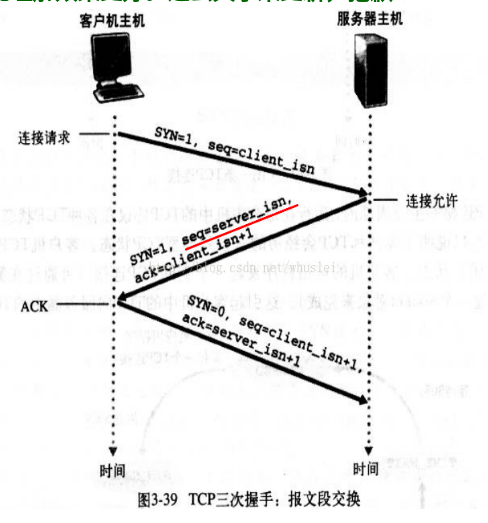 客户机主机
服务器主机
连接请求
SYN=1, seq=client_isn
连接允许
SYN=1, seq=server_isn,
ack=client_isn+1
blog.csdn.net/whuslei
ACK
SYN=0, seq=client_isn+1,
ack=server_isn+1
时间
时间
图3-39 TCP三次握手：报文段交换